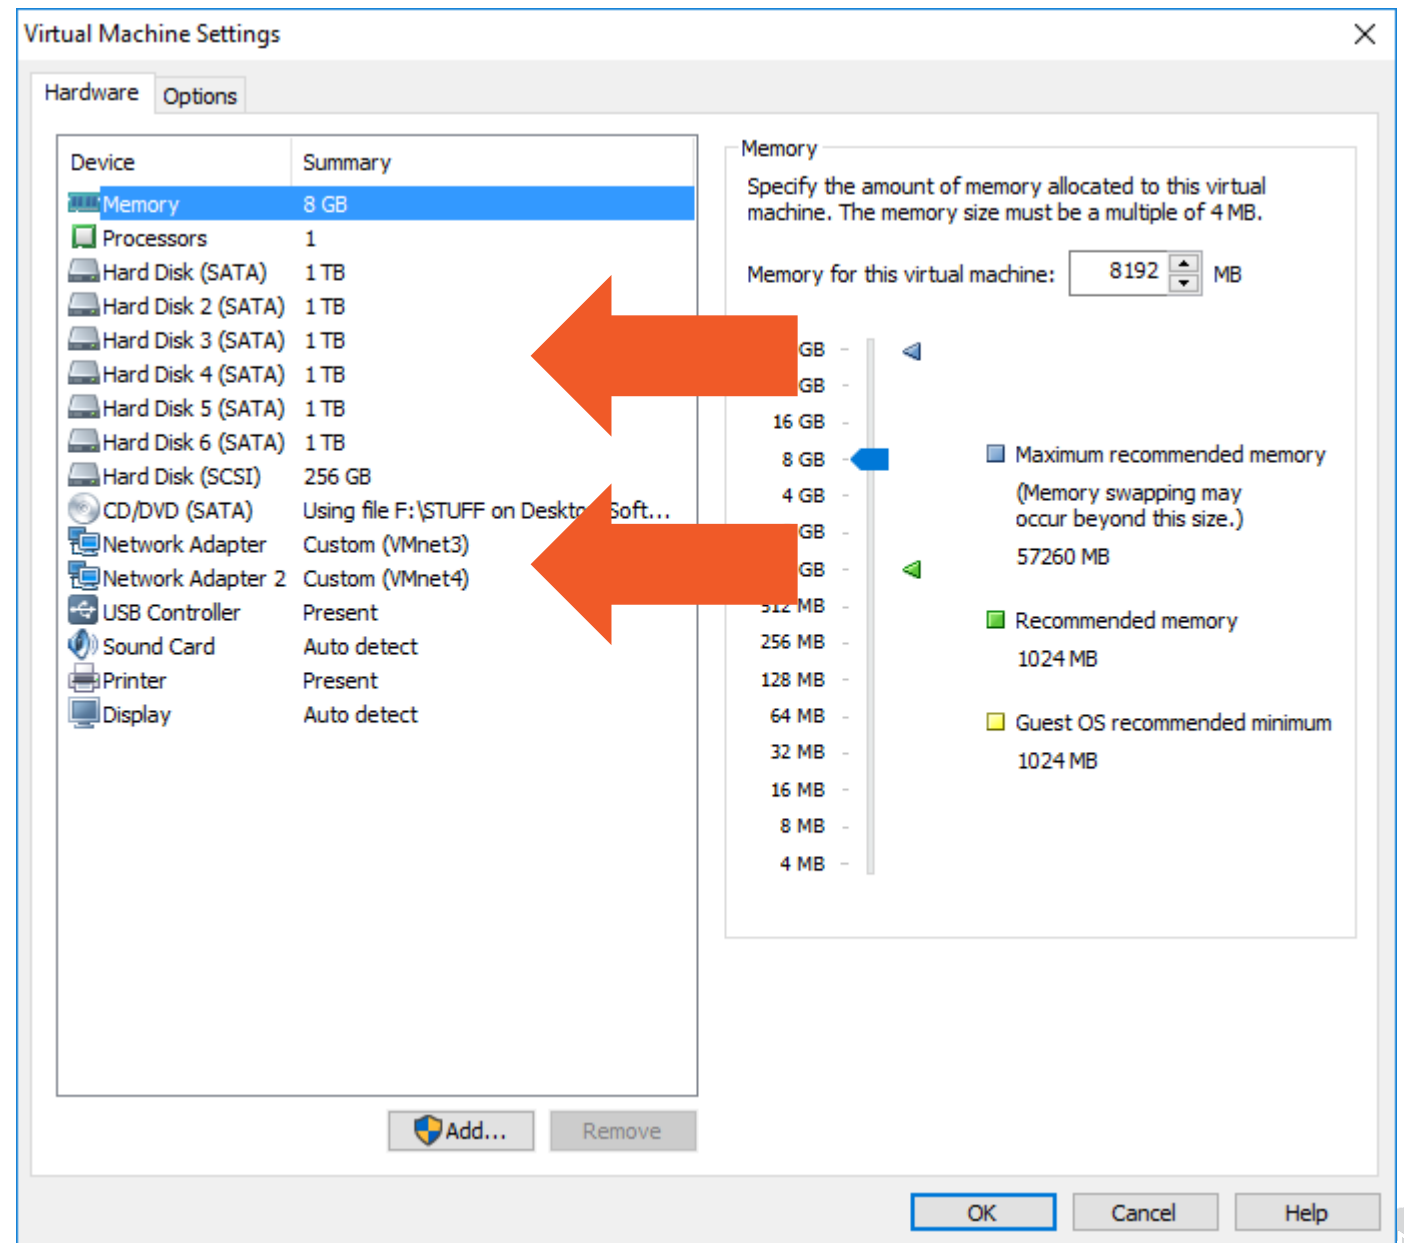 Virtual Machine Settings
Hardware Options
Device Summary
Memory 8 GB
Processors 1
Hard Disk (SATA) 1 TB
Hard Disk 2 (SATA) 1 TB
Hard Disk 3 (SATA) 1 TB
Hard Disk 4 (SATA) 1 TB
Hard Disk 5 (SATA) 1 TB
Hard Disk 6 (SATA) 1 TB
Hard Disk (SCSI) 256 GB
CD/DVD (SATA) Using file F:\STUFF on Desktop Soft...
Network Adapter Custom (VMnet3)
Network Adapter 2 Custom (VMnet4)
USB Controller Present
Sound Card Auto detect
Printer Present
Display Auto detect
Add... Remove
Memory
Specify the amount of memory allocated to this virtual
machine. The memory size must be a multiple of 4 MB.
Memory for this virtual machine: 8192 MB
GB
GB
16 GB
8 GB
4 GB
GB
GB
512 MB
256 MB
128 MB
64 MB
32 MB
16 MB
8 MB
4 MB
Maximum recommended memory
(Memory swapping may
occur beyond this size.)
57260 MB
Recommended memory
1024 MB
Guest OS recommended minimum
1024 MB
OK Cancel Help